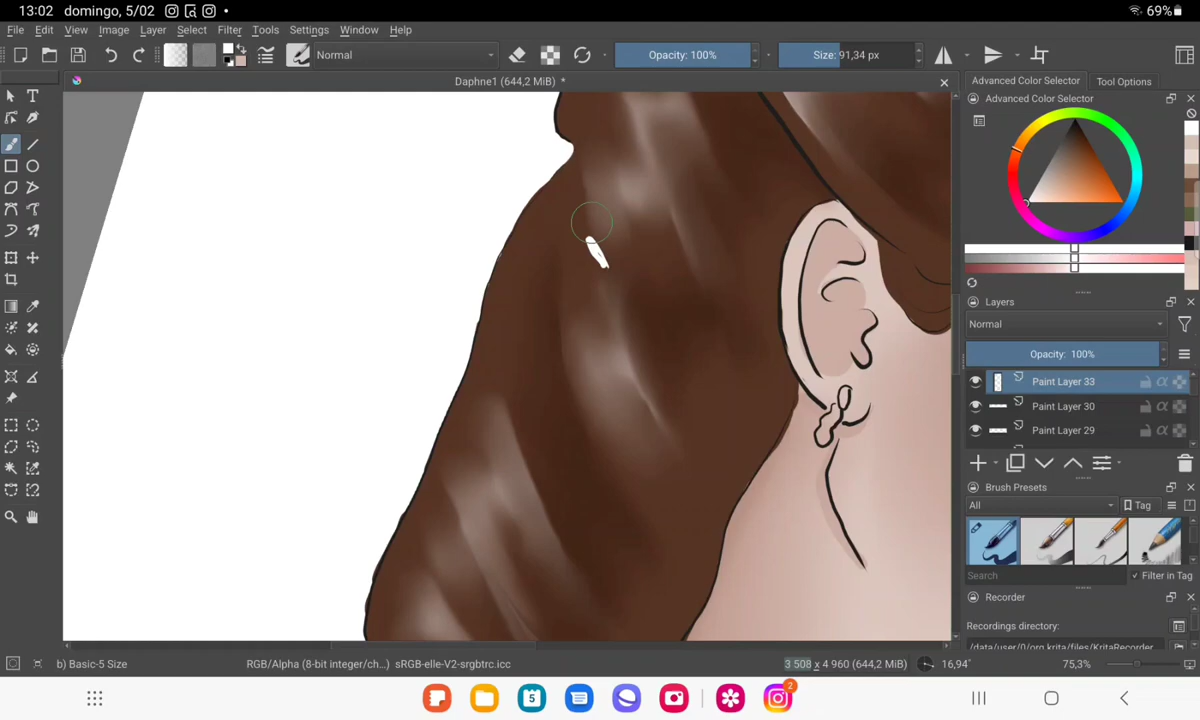 13:02 domingo, 5/02
69%
File Edit View Image Layer Select Filter Tools Settings Window Help
Normal
Opacity: 100%
Size: 91,34 px
Daphne1 (644,2 MiB) *
Advanced Color Selector
Tool Options
Advanced Color Selector
Layers
Normal
Opacity: 100%
Paint Layer 33
Paint Layer 30
Paint Layer 29
Brush Presets
All
Tag
Search
Filter in Tag
Recorder
Recordings directory:
/data/user/0/org.krita/files/KritaRecorder
b) Basic-5 Size
RGB/Alpha (8-bit integer/ch...) sRGB-elle-V2-srgbtrc.icc
3 508 x 4 960 (644,2 MiB)
16,94°
75,3%
5
2